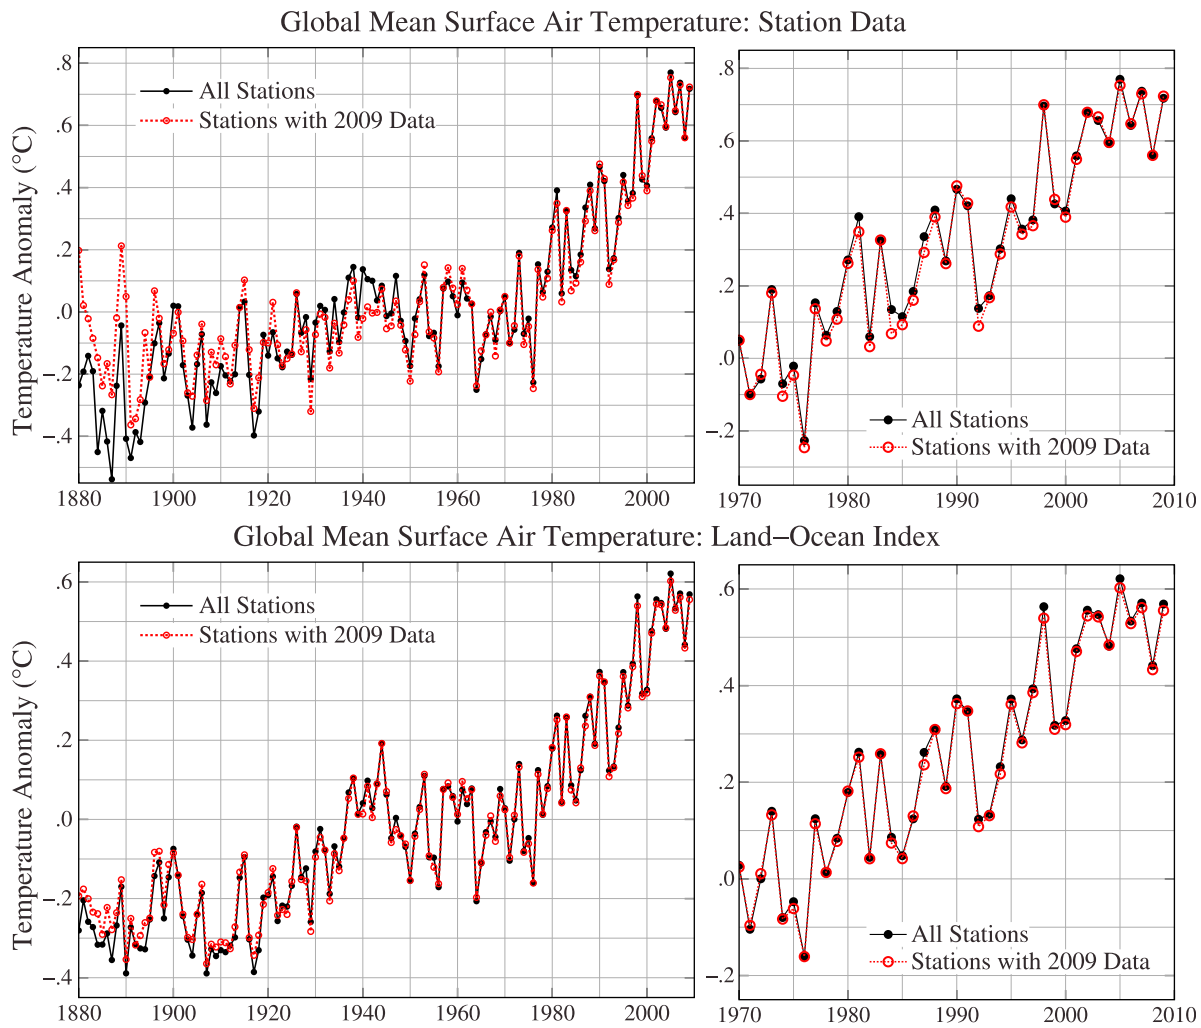 Global Mean Surface Air Temperature: Station Data
Temperature Anomaly (°C)
.8
.6
.4
.2
.0
−.2
−.4
All Stations
Stations with 2009 Data
1880 1900 1920 1940 1960 1980 2000
.8
.6
.4
.2
.0
−.2
All Stations
Stations with 2009 Data
1970 1980 1990 2000 2010
Global Mean Surface Air Temperature: Land−Ocean Index
Temperature Anomaly (°C)
.6
.4
.2
.0
−.2
−.4
All Stations
Stations with 2009 Data
1880 1900 1920 1940 1960 1980 2000
.6
.4
.2
.0
−.2
All Stations
Stations with 2009 Data
1970 1980 1990 2000 2010